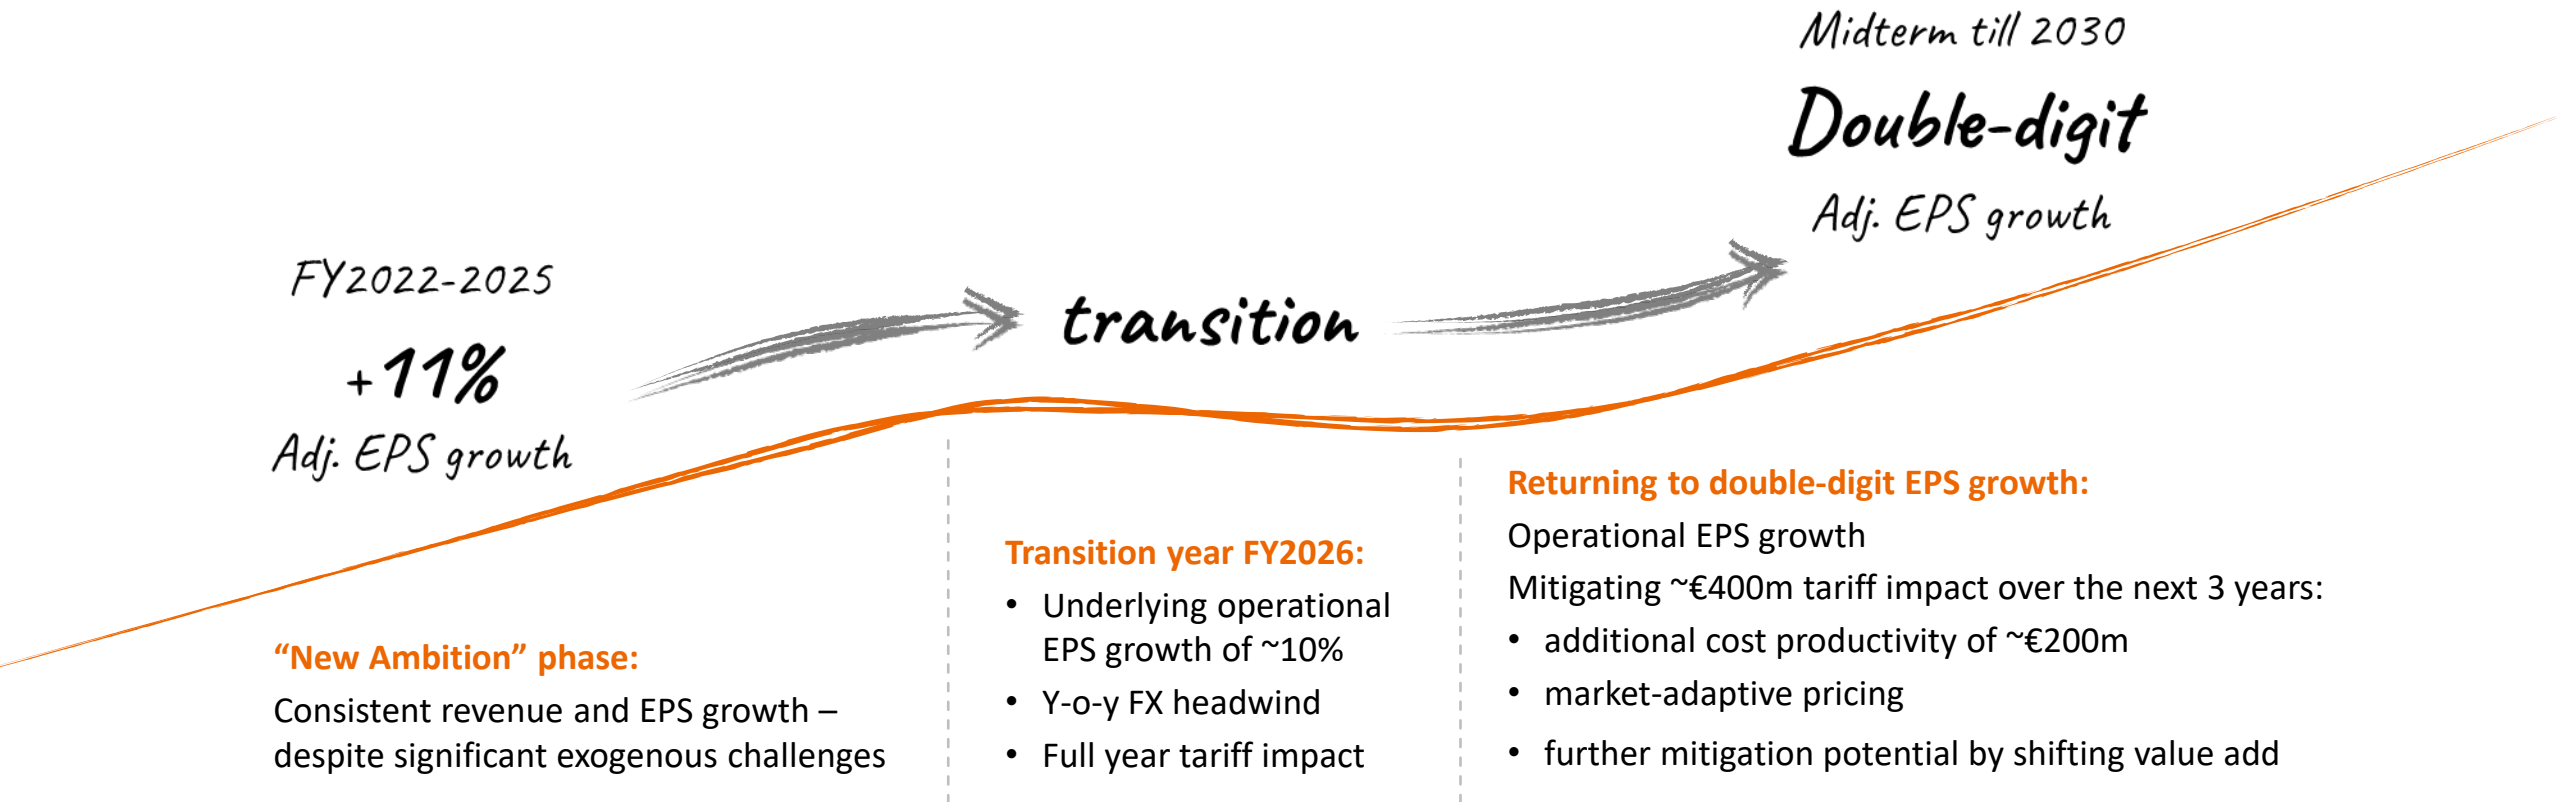 FY2022-2025
+11%
Adj. EPS growth
“New Ambition” phase:
Consistent revenue and EPS growth –
despite significant exogenous challenges
transition
Transition year FY2026:
• Underlying operational
EPS growth of ~10%
• Y-o-y FX headwind
• Full year tariff impact
Midterm till 2030
Double-digit
Adj. EPS growth
Returning to double-digit EPS growth:
Operational EPS growth
Mitigating ~€400m tariff impact over the next 3 years:
• additional cost productivity of ~€200m
• market-adaptive pricing
• further mitigation potential by shifting value add